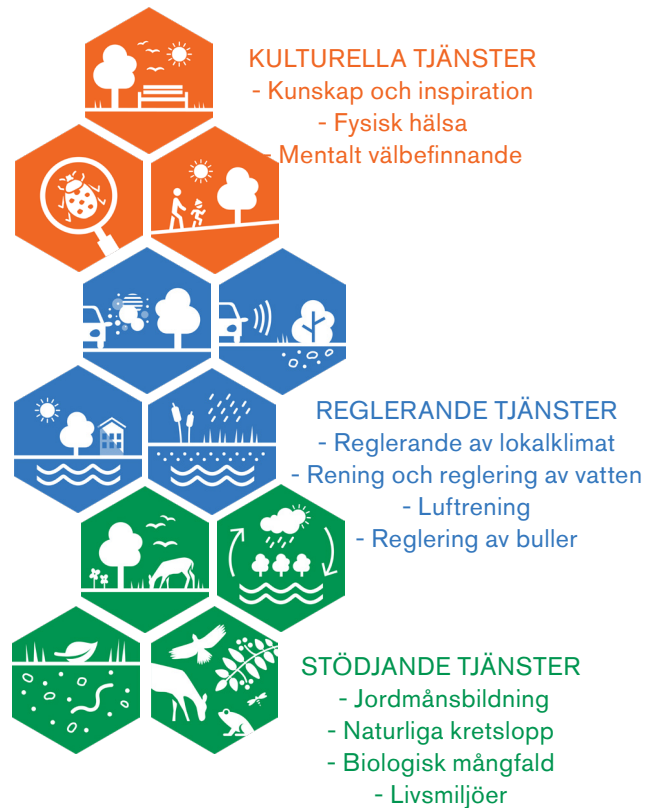 KULTURELLA TJÄNSTER
- Kunskap och inspiration
- Fysisk hälsa
- Mentalt välbefinnande
REGLERANDE TJÄNSTER
- Reglerande av lokalklimat
- Rening och reglering av vatten
- Luftrening
- Reglering av buller
STÖDJANDE TJÄNSTER
- Jordmånsbildning
- Naturliga kretslopp
- Biologisk mångfald
- Livsmiljöer